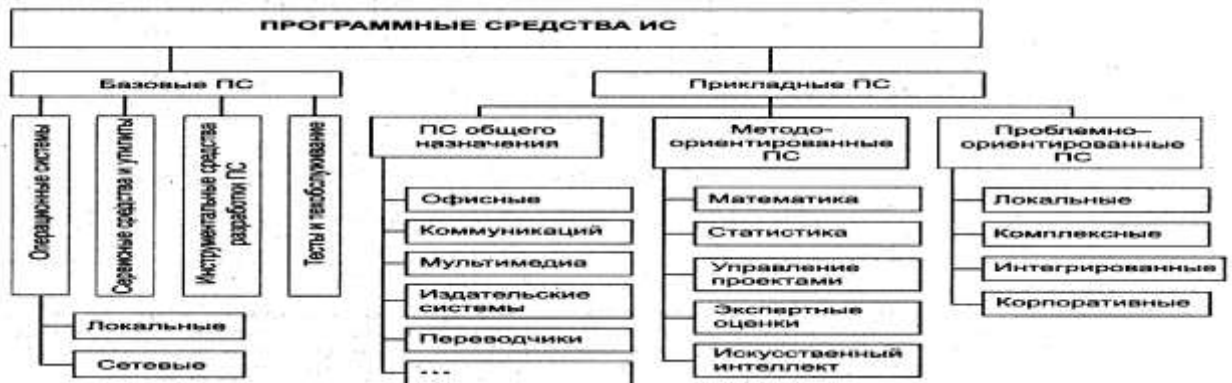 ПРОГРАММНЫЕ СРЕДСТВА ИС
Базовые ПС
Прикладные ПС
Операционные системы
Сервисные средства и утилиты
Инструментальные средства
разработки ПС
Тесты и техобслуживание
Локальные
Сетевые
ПС общего
назначения
Офисные
Коммуникаций
Мультимедиа
Издательские
системы
Переводчики
...
Методо-
ориентированные
ПС
Математика
Статистика
Управление
проектами
Экспертные
оценки
Искусственный
интеллект
Проблемно–
ориентированные
ПС
Локальные
Комплексные
Интегрированные
Корпоративные